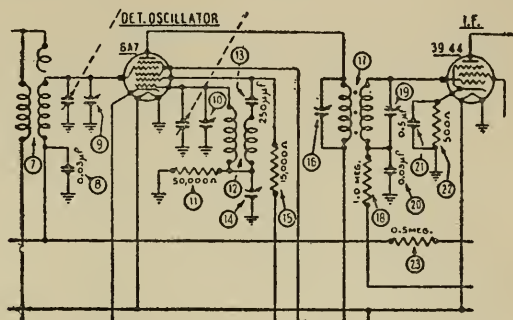 DET. OSCILLATOR
I.F.
6A7
39 44
13
17
250µµF
7
9
10
16
19
0.5µF
500Ω
0.03µF
8
50,000Ω
12
15,000Ω
21
22
11
14
15
1.0 MEG.
18
0.03µF
20
0.5MEG.
23